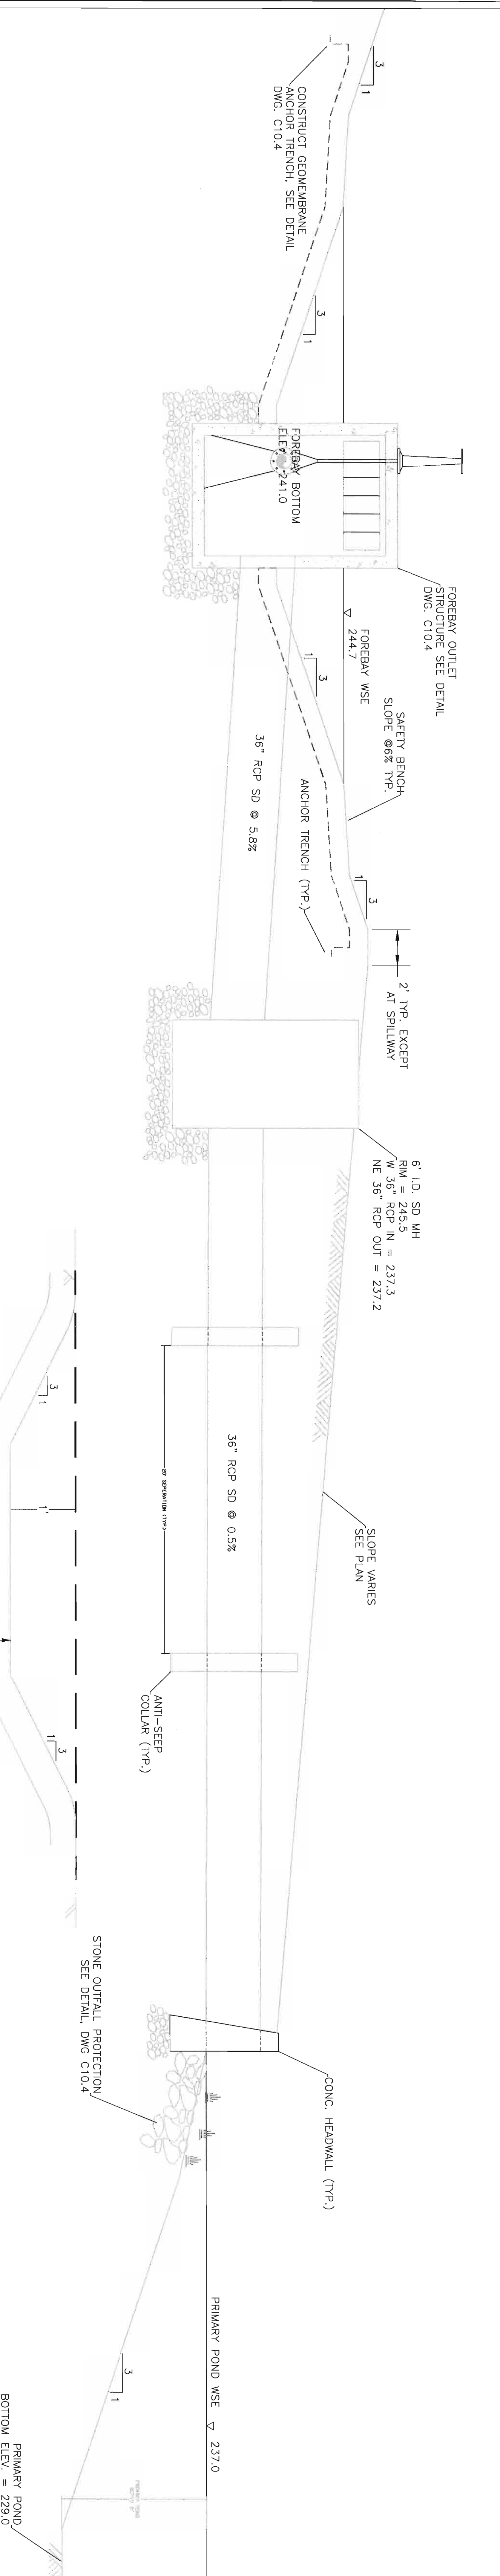 3
1
CONSTRUCT GEOMEMBRANE
ANCHOR TRENCH, SEE DETAIL
DWG. C10.4
3
1
FOREBAY BOTTOM
ELEV. 241.0
FOREBAY OUTLET
STRUCTURE SEE DETAIL
DWG. C10.4
FOREBAY WSE
244.7
1
3
SAFETY BENCH
SLOPE @6% TYP.
36" RCP SD @ 5.8%
ANCHOR TRENCH (TYP.)
1
3
2' TYP. EXCEPT
AT SPILLWAY
6' I.D. SD MH
RIM = 245.5
W 36" RCP IN = 237.3
NE 36" RCP OUT = 237.2
36" RCP SD @ 0.5%
20' SEPERATION (TYP.)
SLOPE VARIES
SEE PLAN
ANTI-SEEP
COLLAR (TYP.)
3
1
1'
1
3
STONE OUTFALL PROTECTION
SEE DETAIL, DWG C10.4
CONC. HEADWALL (TYP.)
3
1
PRIMARY POND WSE
237.0
PRIMARY POND
BOTTOM ELEV. = 229.0